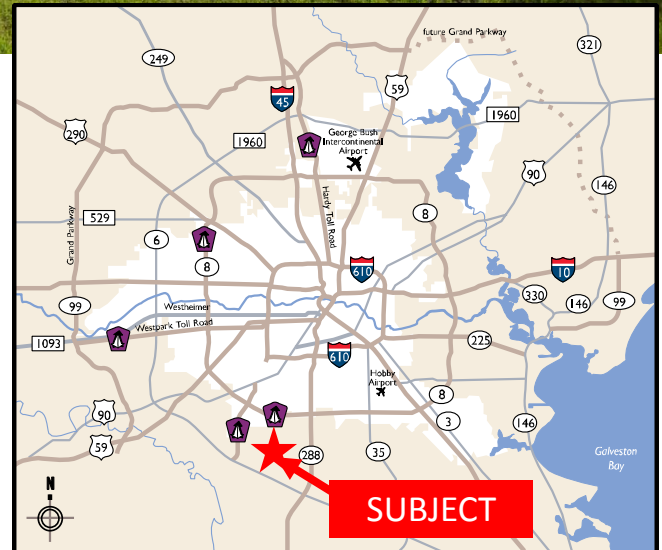 future Grand Parkway
321
249
59
45
290
George Bush
Intercontinental
Airport
1960
1960
90
Hardy Toll Road
146
529
Grand Parkway
6
8
8
610
10
99
Westheimer
330
146
99
Westpark Toll Road
1093
225
610
Hobby
Airport
90
8
3
146
59
288
35
Galveston
Bay
N
SUBJECT